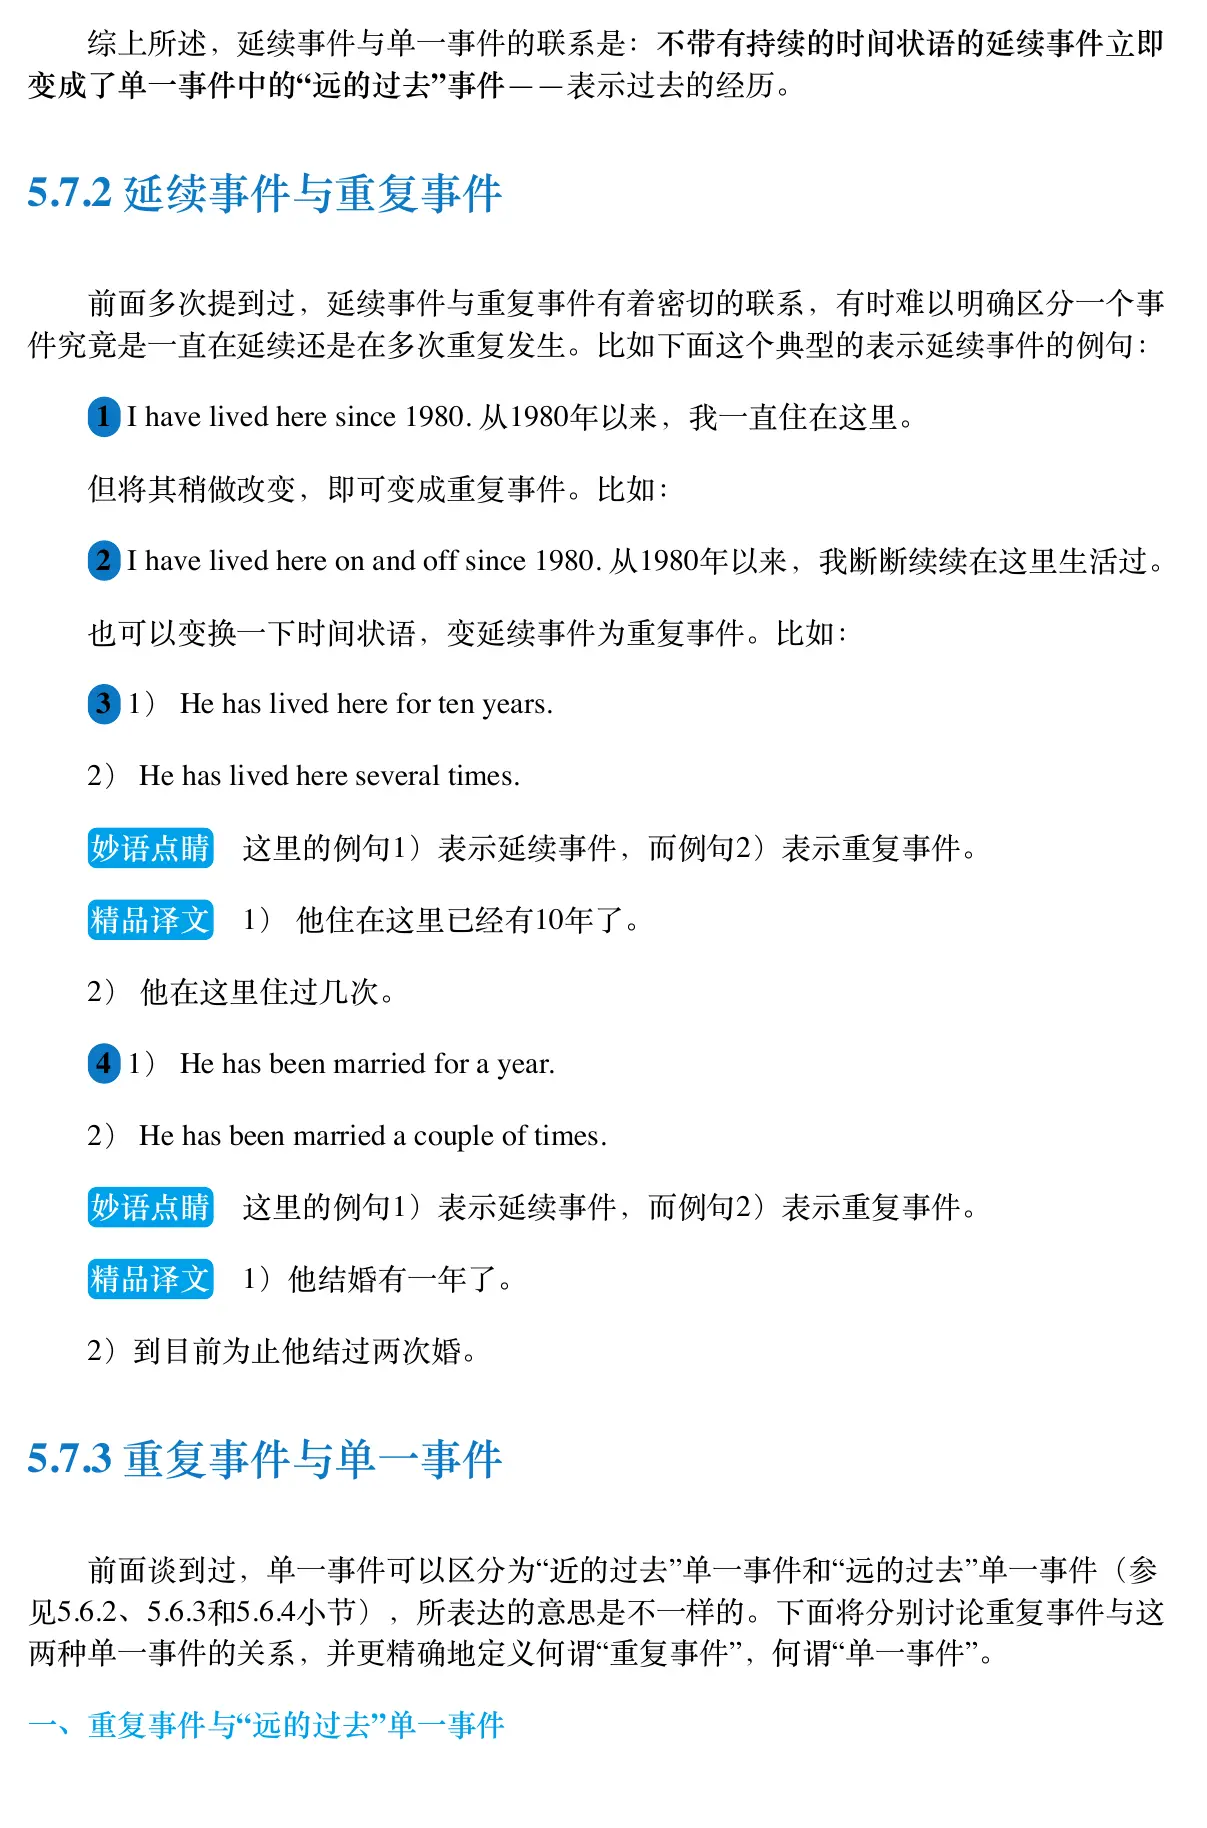 综上所述，延续事件与单一事件的联系是：不带有持续的时间状语的延续事件立即
变成了单一事件中的“远的过去”事件——表示过去的经历。
5.7.2 延续事件与重复事件
前面多次提到过，延续事件与重复事件有着密切的联系，有时难以明确区分一个事
件究竟是一直在延续还是在多次重复发生。比如下面这个典型的表示延续事件的例句：
1 I have lived here since 1980. 从1980年以来，我一直住在这里。
但将其稍做改变，即可变成重复事件。比如：
2 I have lived here on and off since 1980. 从1980年以来，我断断续续在这里生活过。
也可以变换一下时间状语，变延续事件为重复事件。比如：
3 1） He has lived here for ten years.
2） He has lived here several times.
妙语点睛 这里的例句1）表示延续事件，而例句2）表示重复事件。
精品译文 1） 他住在这里已经有10年了。
2） 他在这里住过几次。
4 1） He has been married for a year.
2） He has been married a couple of times.
妙语点睛 这里的例句1）表示延续事件，而例句2）表示重复事件。
精品译文 1）他结婚有一年了。
2）到目前为止他结过两次婚。
5.7.3 重复事件与单一事件
前面谈到过，单一事件可以区分为“近的过去”单一事件和“远的过去”单一事件（参
见5.6.2、5.6.3和5.6.4小节），所表达的意思是不一样的。下面将分别讨论重复事件与这
两种单一事件的关系，并更精确地定义何谓“重复事件”，何谓“单一事件”。
一、重复事件与“远的过去”单一事件